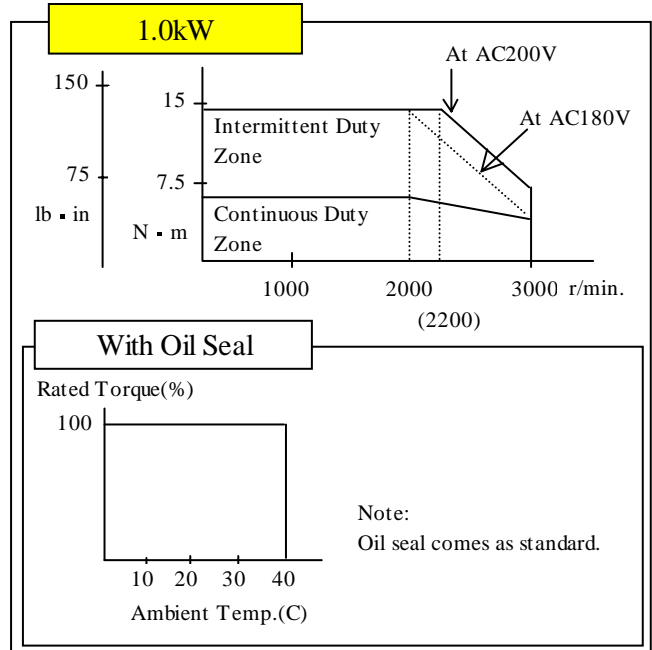 1.0kW
At AC200V
150
15
At AC180V
Intermittent Duty
Zone
75
7.5
lb ▪ in
N ▪ m
Continuous Duty
Zone
1000 2000 3000 r/min.
(2200)
With Oil Seal
Rated Torque(%)
100
Note:
Oil seal comes as standard.
10 20 30 40
Ambient Temp.(C)